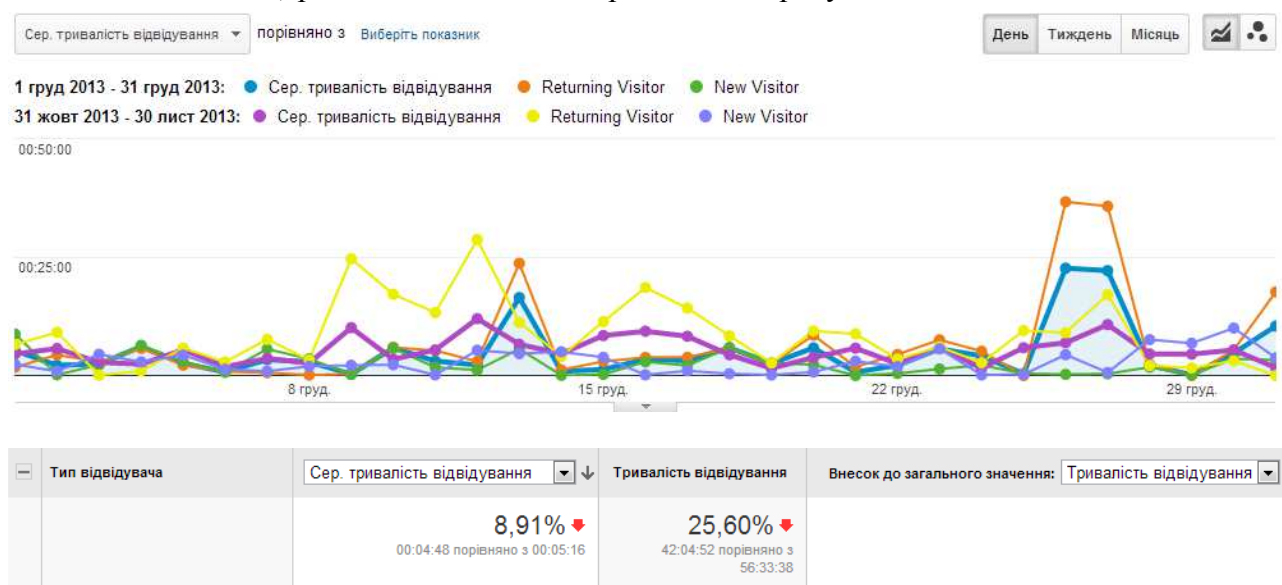 Сер. тривалість відвідування порівняно з Виберіть показник День Тиждень Місяць
1 груд 2013 - 31 груд 2013: Сер. тривалість відвідування Returning Visitor New Visitor
31 жовт 2013 - 30 лист 2013: Сер. тривалість відвідування Returning Visitor New Visitor
00:50:00
00:25:00
8 груд. 15 груд. 22 груд. 29 груд.
Тип відвідувача Сер. тривалість відвідування Тривалість відвідування Внесок до загального значення: Тривалість відвідування
8,91% 25,60%
00:04:48 порівняно з 00:05:16 42:04:52 порівняно з
56:33:38